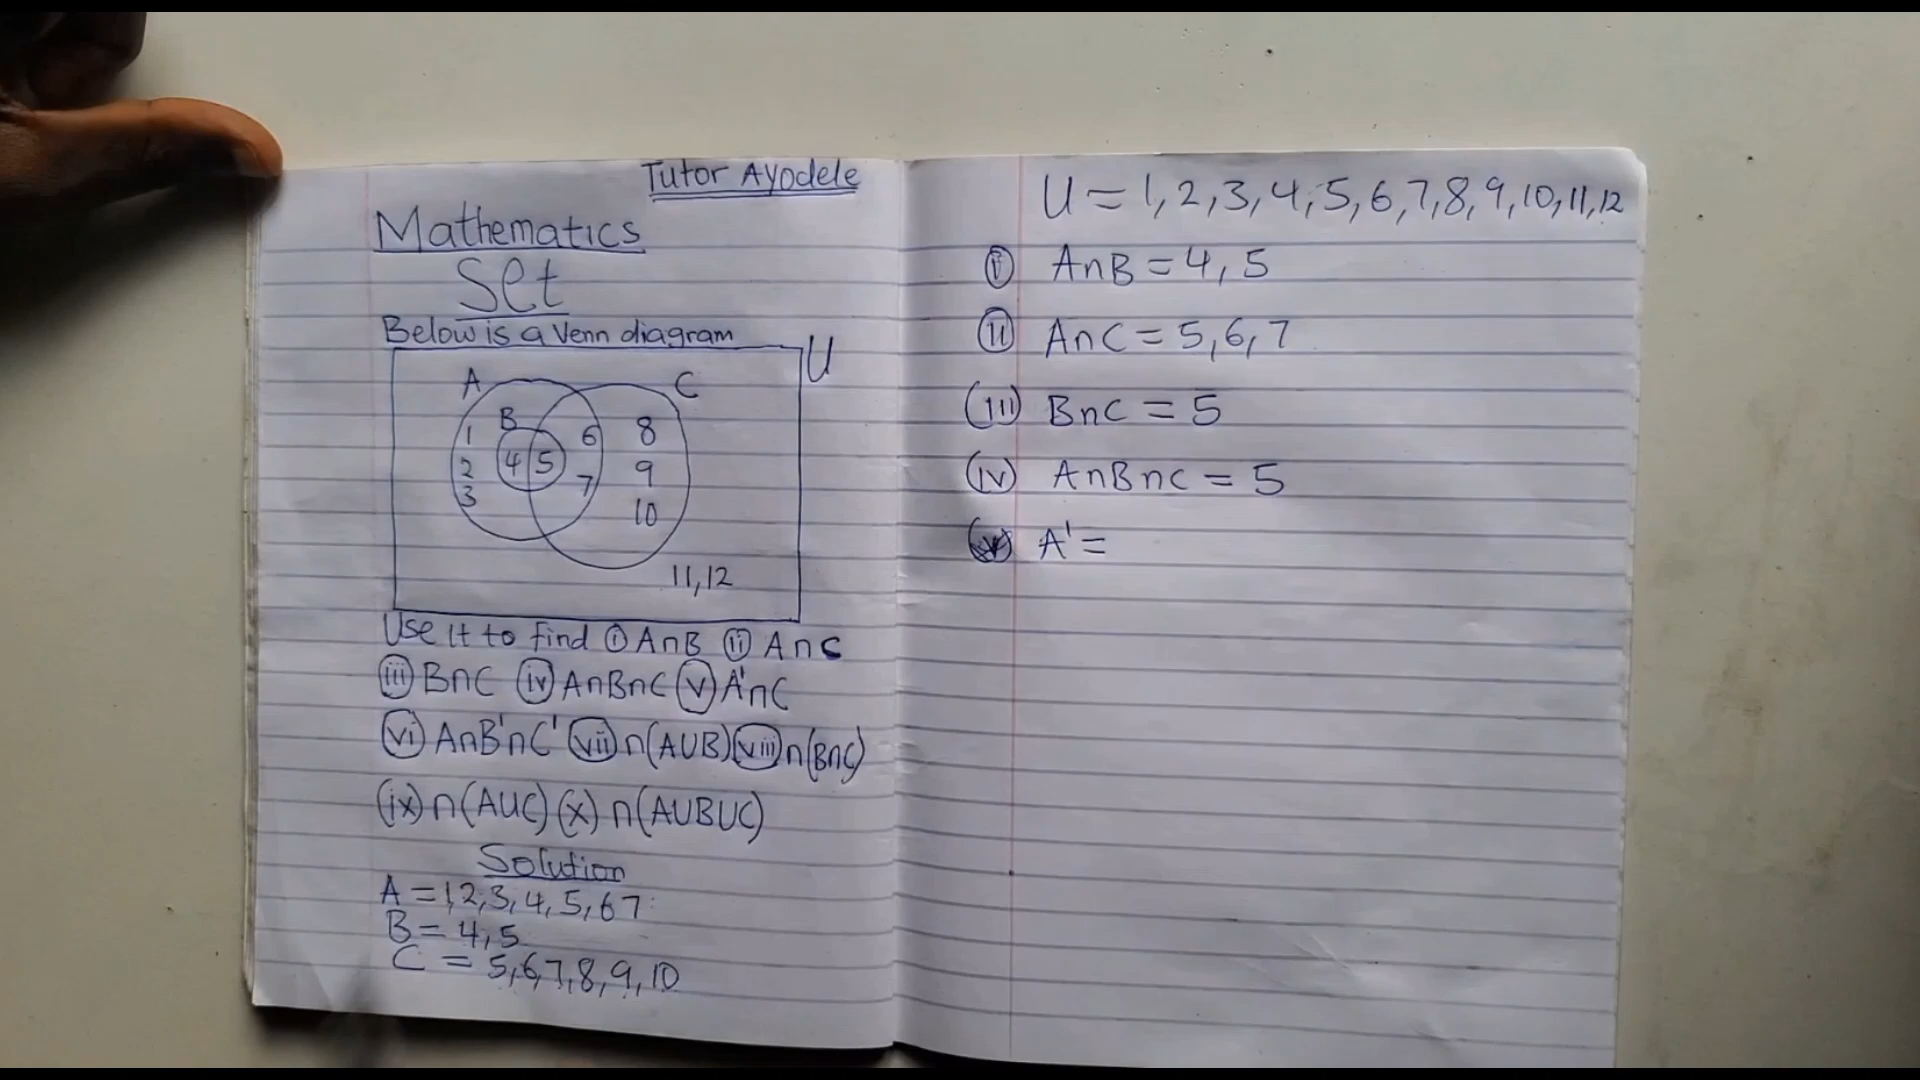 Tutor Ayodele
Mathematics
Set
Below is a Venn diagram
U
A
C
B
1
6
8
2
4
5
9
3
7
10
11,12
Use it to find (i) A∩B (ii) A∩C
(iii) B∩C (iv) A∩B∩C (v) A'∩C
(vi) A∩B'∩C' (vii) n(AUB) (viii) n(B∩C)
(ix) n(AUC) (x) n(AUBUC)
Solution
A = 1,2,3,4,5,6 7
B = 4,5
C = 5,6,7,8,9,10
U = 1,2,3,4,5,6,7,8,9,10,11,12
(i) A∩B = 4, 5
(ii) A∩C = 5,6,7
(iii) B∩C = 5
(iv) A∩B∩C = 5
(v) A' =